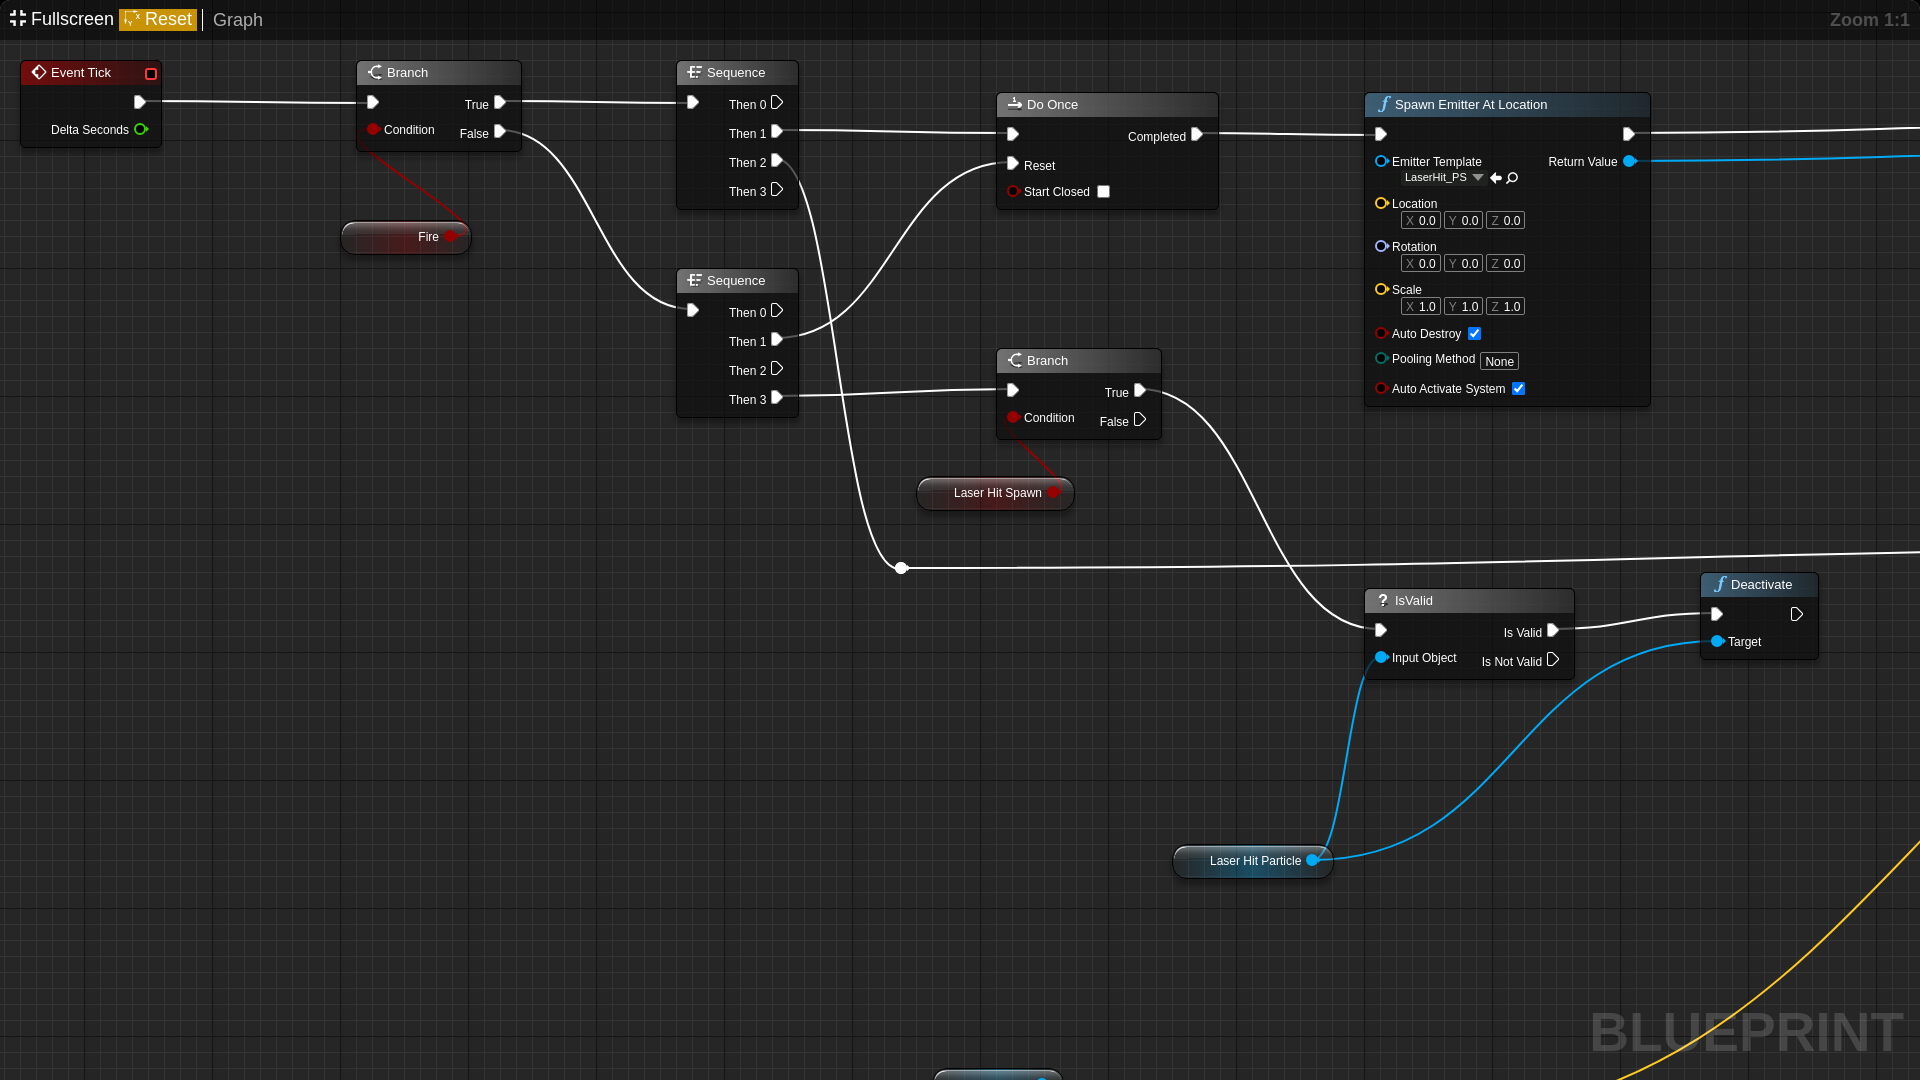 Fullscreen Reset Graph Zoom 1:1
Event Tick
Delta Seconds
Branch
True
Condition
False
Fire
Sequence
Then 0
Then 1
Then 2
Then 3
Sequence
Then 0
Then 1
Then 2
Then 3
Do Once
Completed
Reset
Start Closed
Branch
True
Condition
False
Laser Hit Spawn
Spawn Emitter At Location
Emitter Template Return Value
LaserHit_PS
Location
X 0.0 Y 0.0 Z 0.0
Rotation
X 0.0 Y 0.0 Z 0.0
Scale
X 1.0 Y 1.0 Z 1.0
Auto Destroy
Pooling Method None
Auto Activate System
IsValid
Is Valid
Input Object
Is Not Valid
Deactivate
Target
Laser Hit Particle
BLUEPRINT